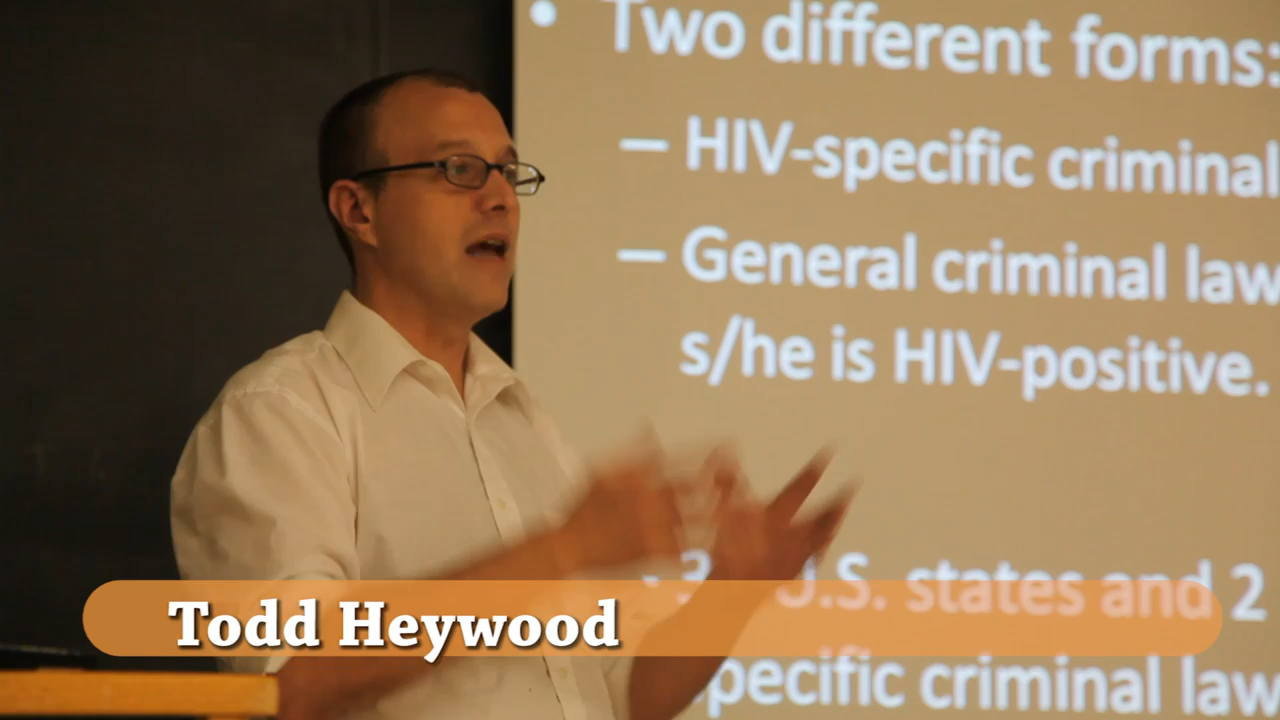 • Two different forms:
– HIV-specific criminal
– General criminal law
s/he is HIV-positive.
U.S. states and 2
specific criminal law
Todd Heywood